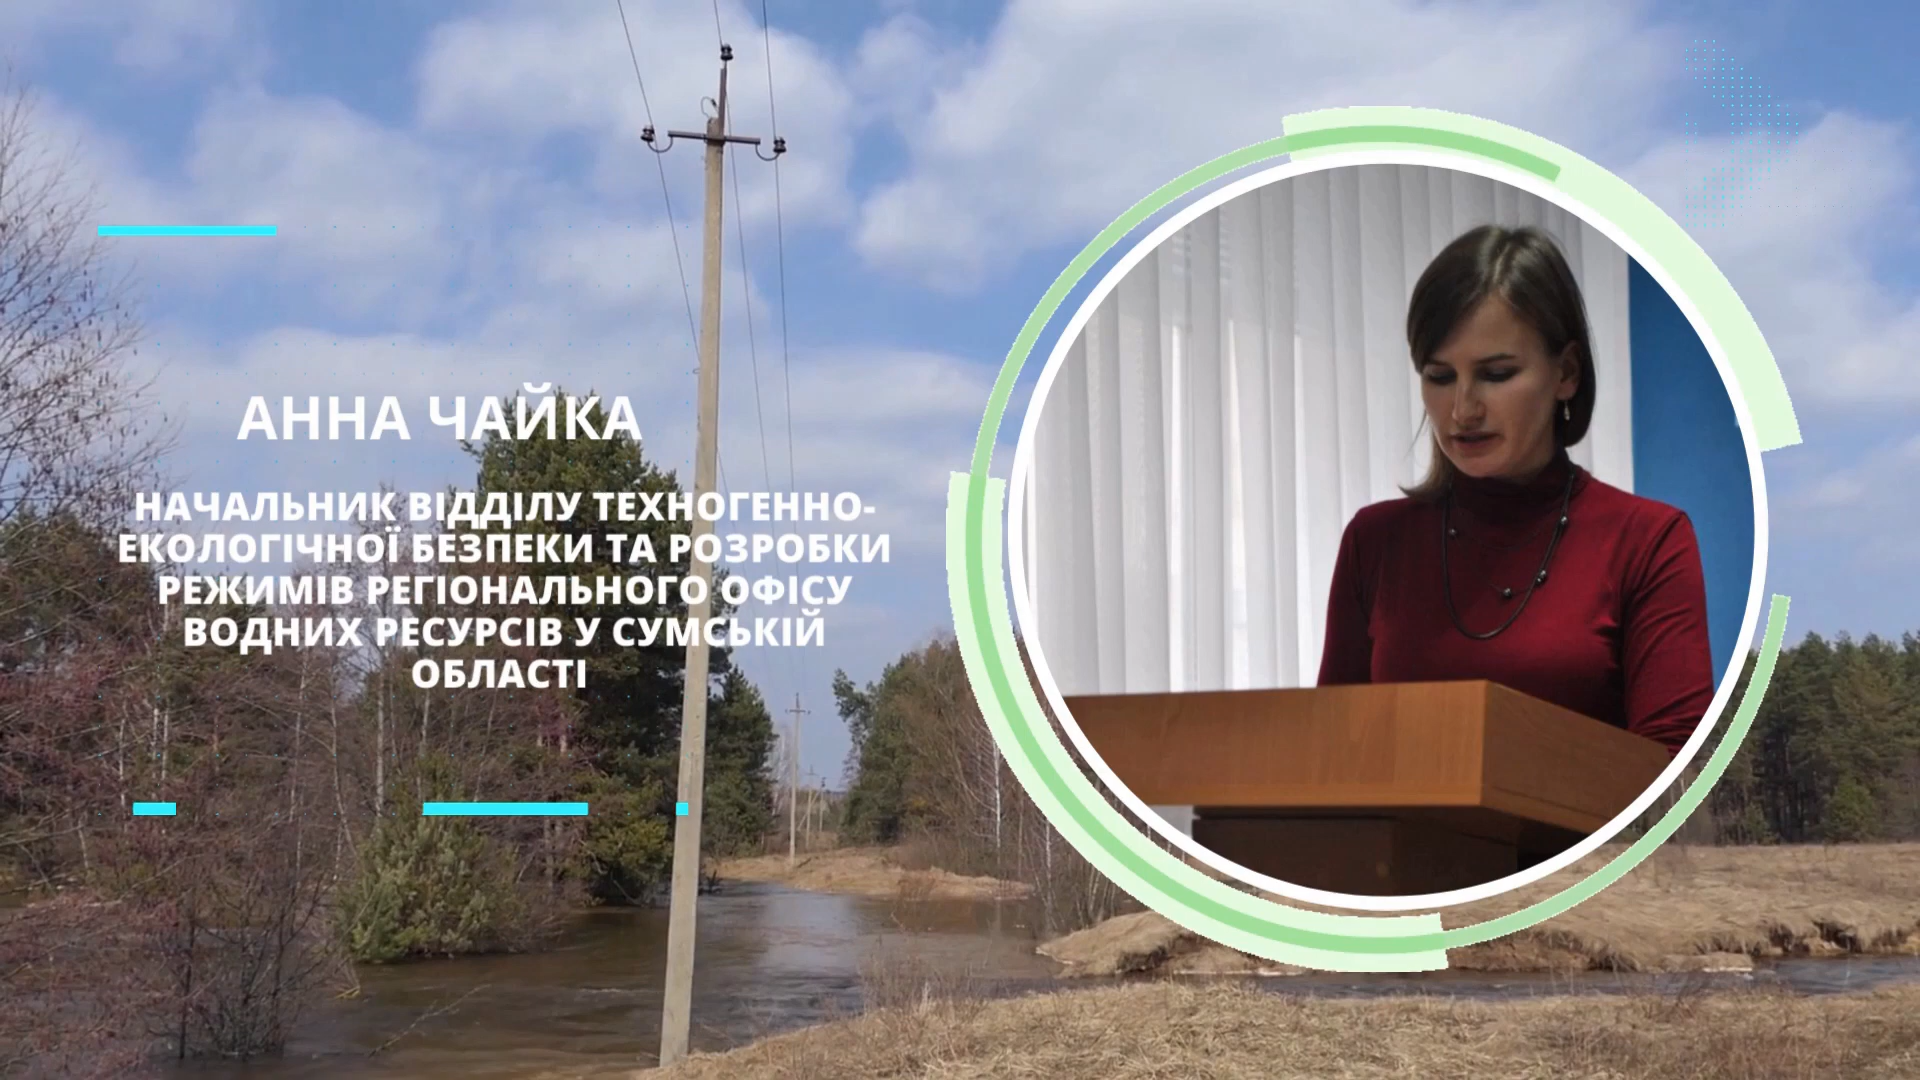 АННА ЧАЙКА
НАЧАЛЬНИК ВІДДІЛУ ТЕХНОГЕННО-
ЕКОЛОГІЧНОЇ БЕЗПЕКИ ТА РОЗРОБКИ
РЕЖИМІВ РЕГІОНАЛЬНОГО ОФІСУ
ВОДНИХ РЕСУРСІВ У СУМСЬКІЙ
ОБЛАСТІ